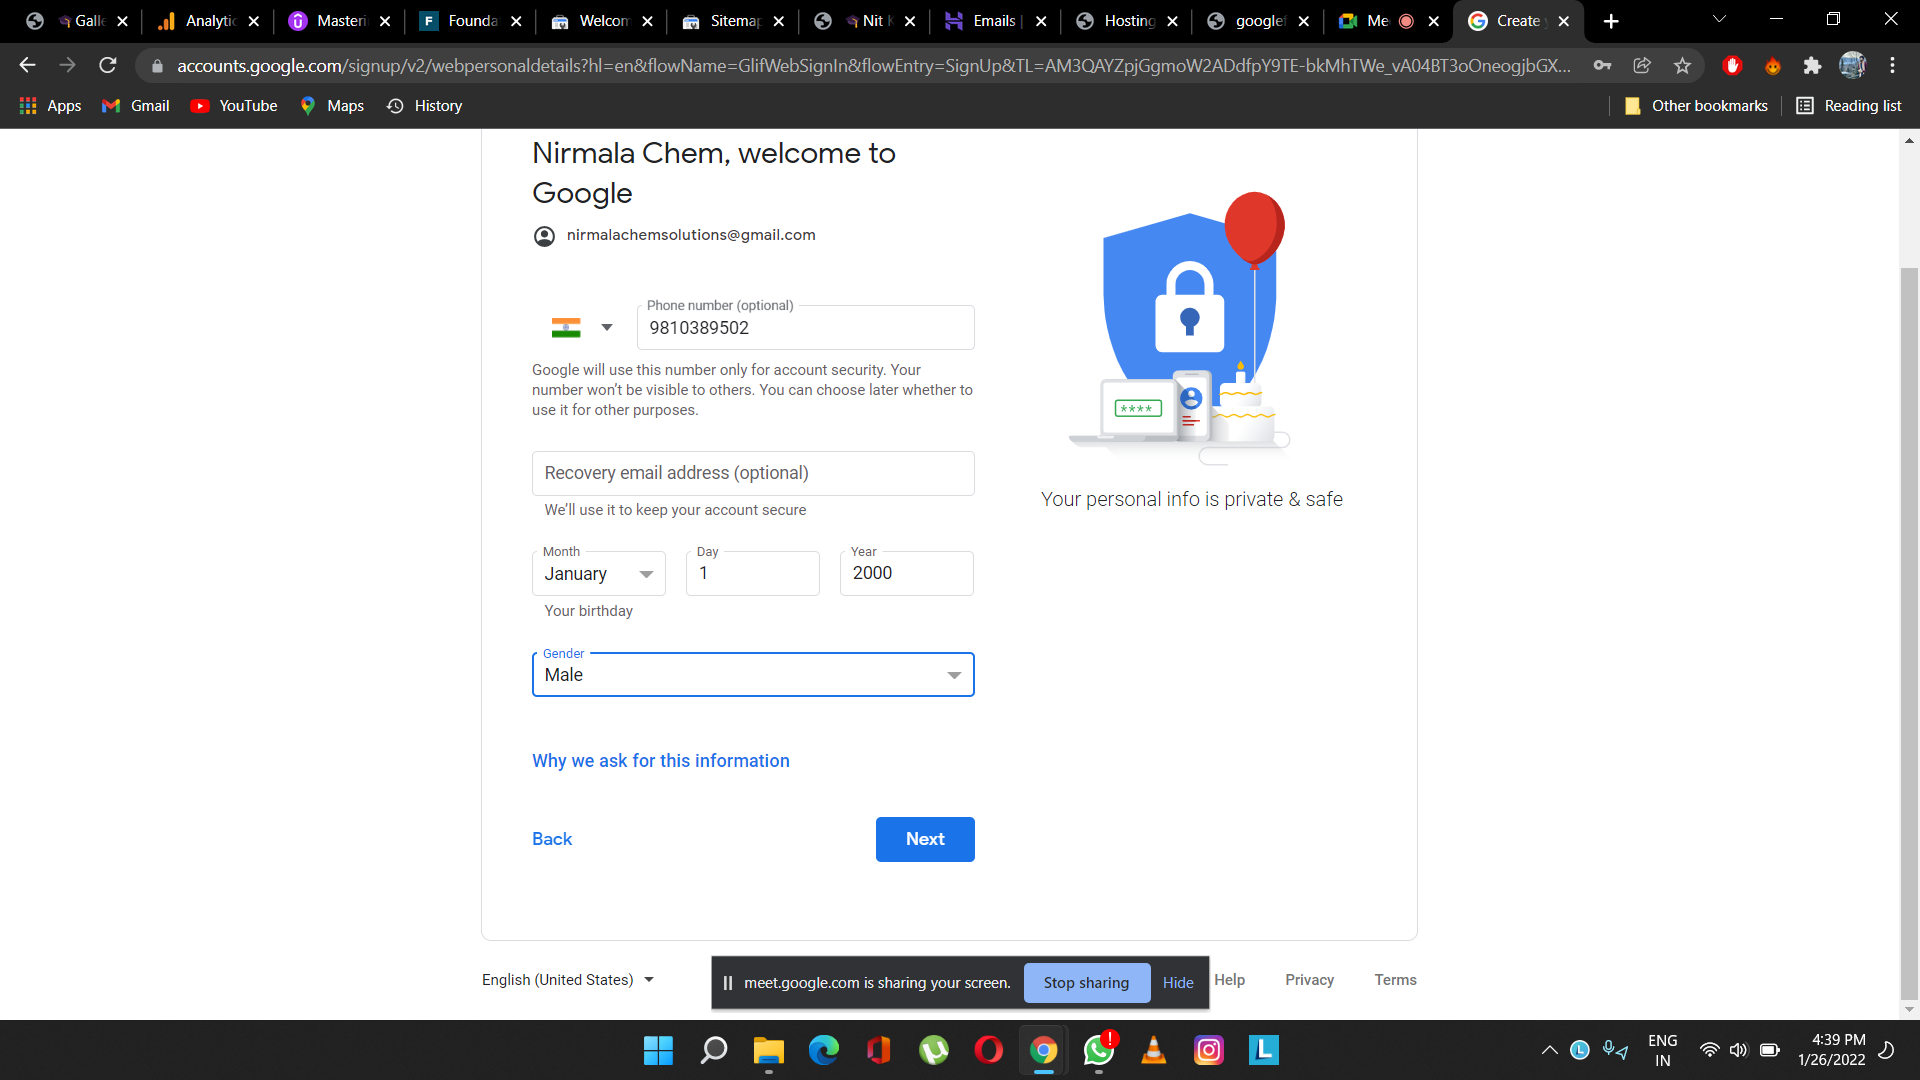 Galle
Analytic
Masteri
Founda
Welcom
Sitemap
Nit K
Emails |
Hosting
googlef
Me
Create y
accounts.google.com/signup/v2/webpersonaldetails?hl=en&flowName=GlifWebSignIn&flowEntry=SignUp&TL=AM3QAYZpjGgmoW2ADdfpY9TE-bkMhTWe_vA04BT3oOneogjbGX...
Apps
Gmail
YouTube
Maps
History
Other bookmarks
Reading list
Nirmala Chem, welcome to
Google
nirmalachemsolutions@gmail.com
Phone number (optional)
9810389502
Google will use this number only for account security. Your
number won't be visible to others. You can choose later whether to
use it for other purposes.
Recovery email address (optional)
We'll use it to keep your account secure
Month
January
Day
1
Year
2000
Your birthday
Gender
Male
Why we ask for this information
Back
Next
****
Your personal info is private & safe
English (United States)
meet.google.com is sharing your screen.
Stop sharing
Hide
Help
Privacy
Terms
ENG
IN
4:39 PM
1/26/2022